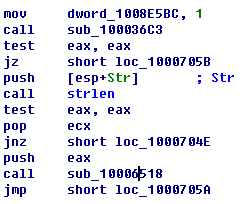 mov dword_1008E5BC, 1
call sub_100036C3
test eax, eax
jz short loc_1000705B
push [esp+Str] ; Str
call strlen
test eax, eax
pop ecx
jnz short loc_1000704E
push eax
call sub_10006518
jmp short loc_1000705A